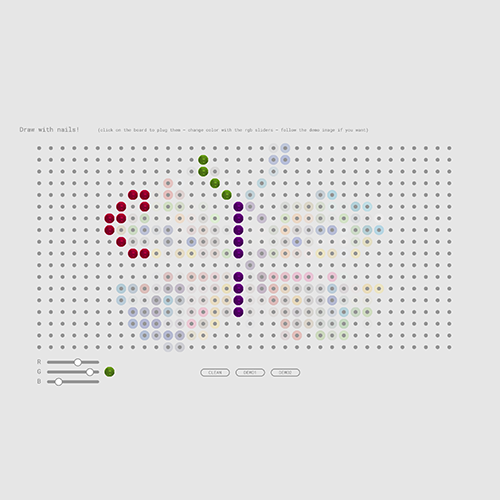 Draw with nails!
(click on the board to play them - change color with the rgb sliders - follow the demo image if you want)
R
G
B
CLEAN
DEMO1
DEMO2